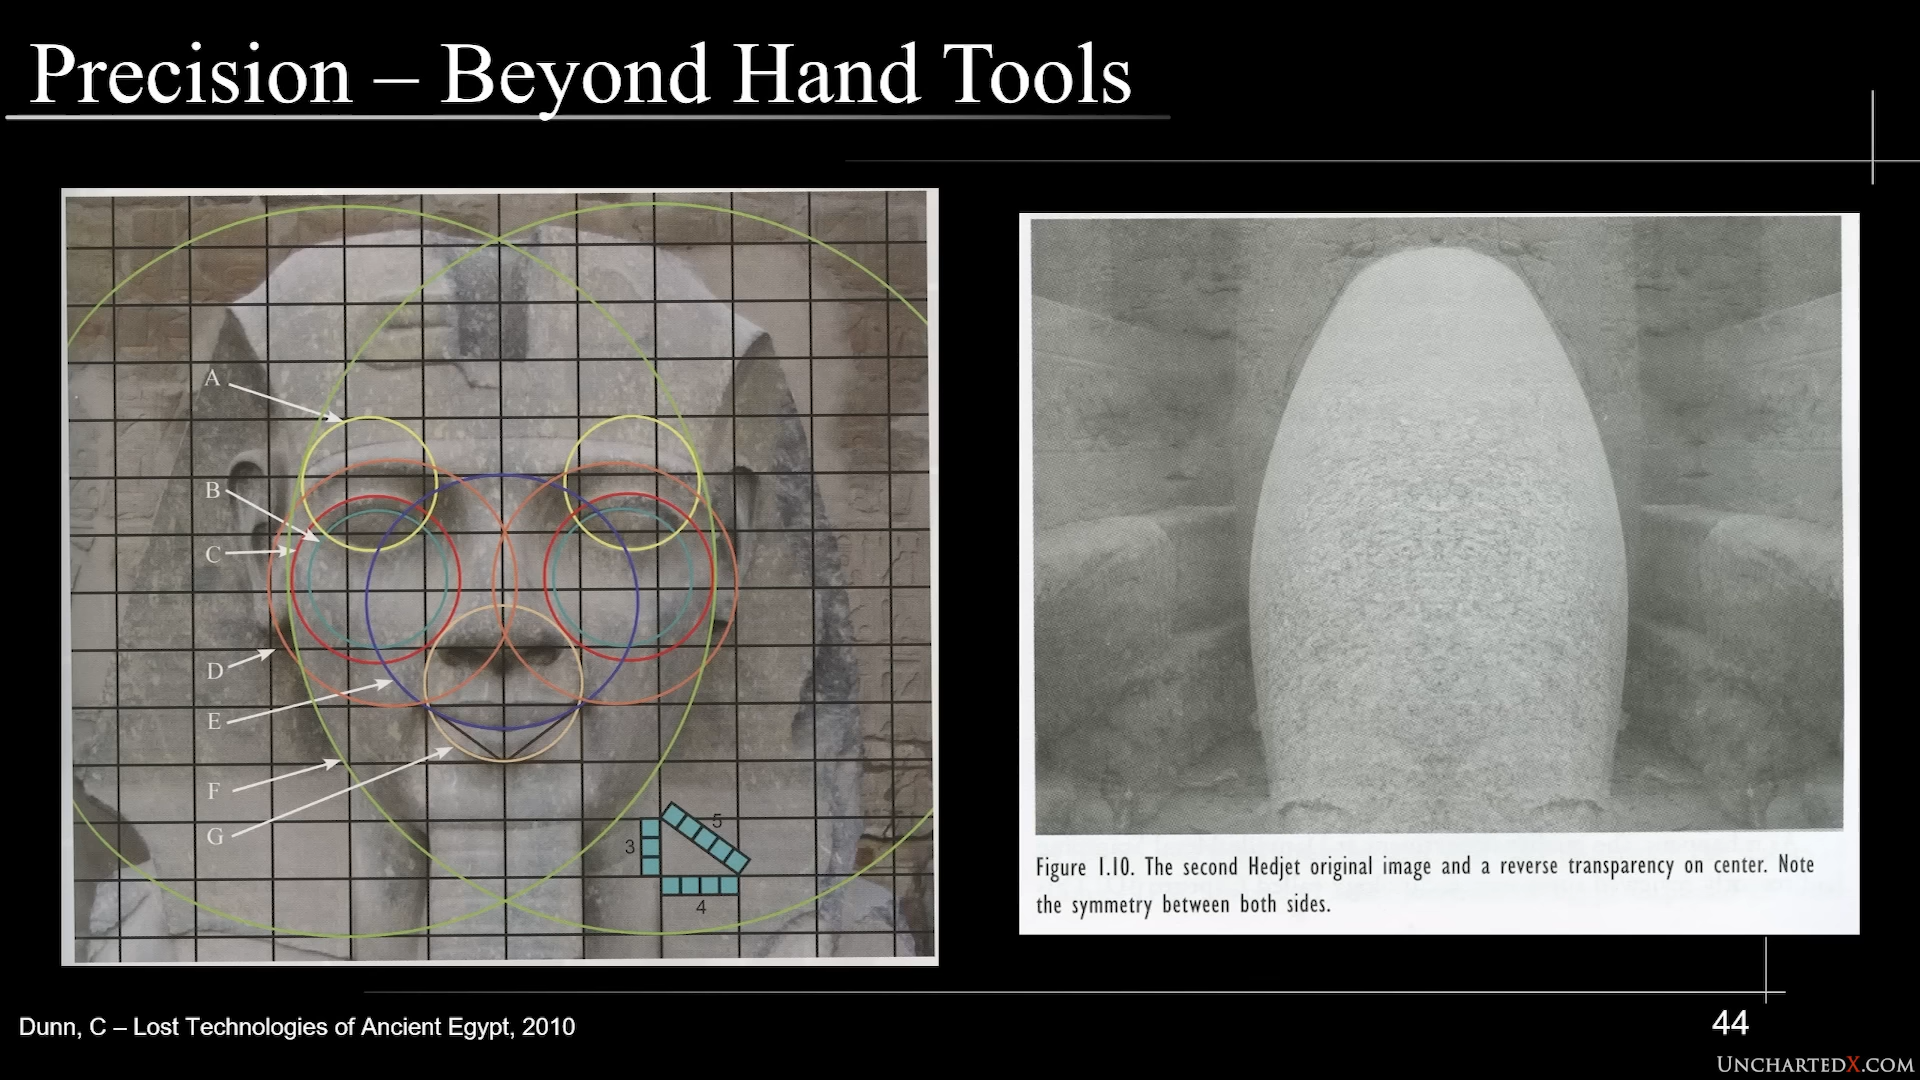 Precision – Beyond Hand Tools
A
B
C
D
E
F
G
3
5
4
Figure 1.10. The second Hedjet original image and a reverse transparency on center. Note
the symmetry between both sides.
Dunn, C – Lost Technologies of Ancient Egypt, 2010
44
UNCHARTEDX.COM